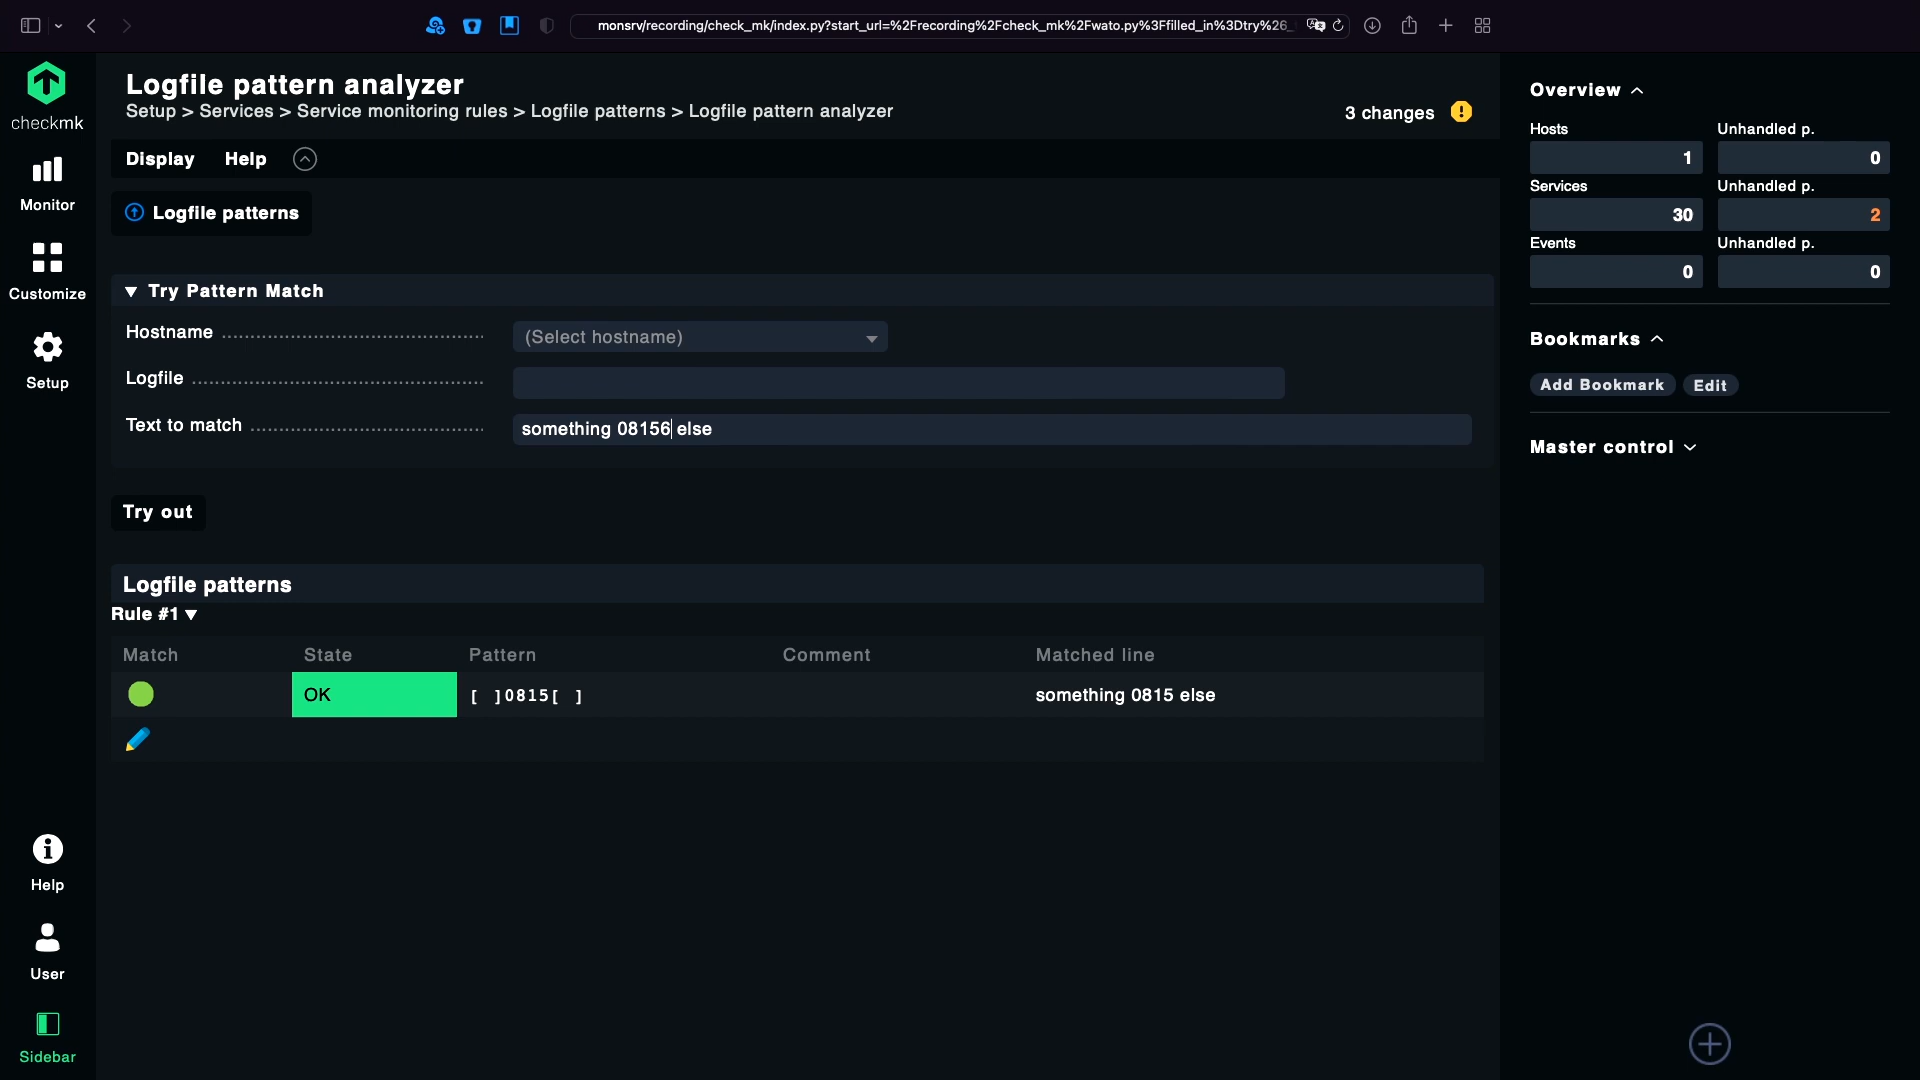 monsrv/recording/check_mk/index.py?start_url=%2Frecording%2Fcheck_mk%2Fwato.py%3Ffilled_in%3Dtry%26_
checkmk
Monitor
Customize
Setup
Help
User
Sidebar
Logfile pattern analyzer
Setup > Services > Service monitoring rules > Logfile patterns > Logfile pattern analyzer
3 changes
Display Help
Logfile patterns
Try Pattern Match
Hostname (Select hostname)
Logfile
Text to match something 08156 else
Try out
Logfile patterns
Rule #1
Match State Pattern Comment Matched line
OK [ ]0815[ ] something 0815 else
Overview
Hosts Unhandled p.
1 0
Services Unhandled p.
30 2
Events Unhandled p.
0 0
Bookmarks
Add Bookmark Edit
Master control